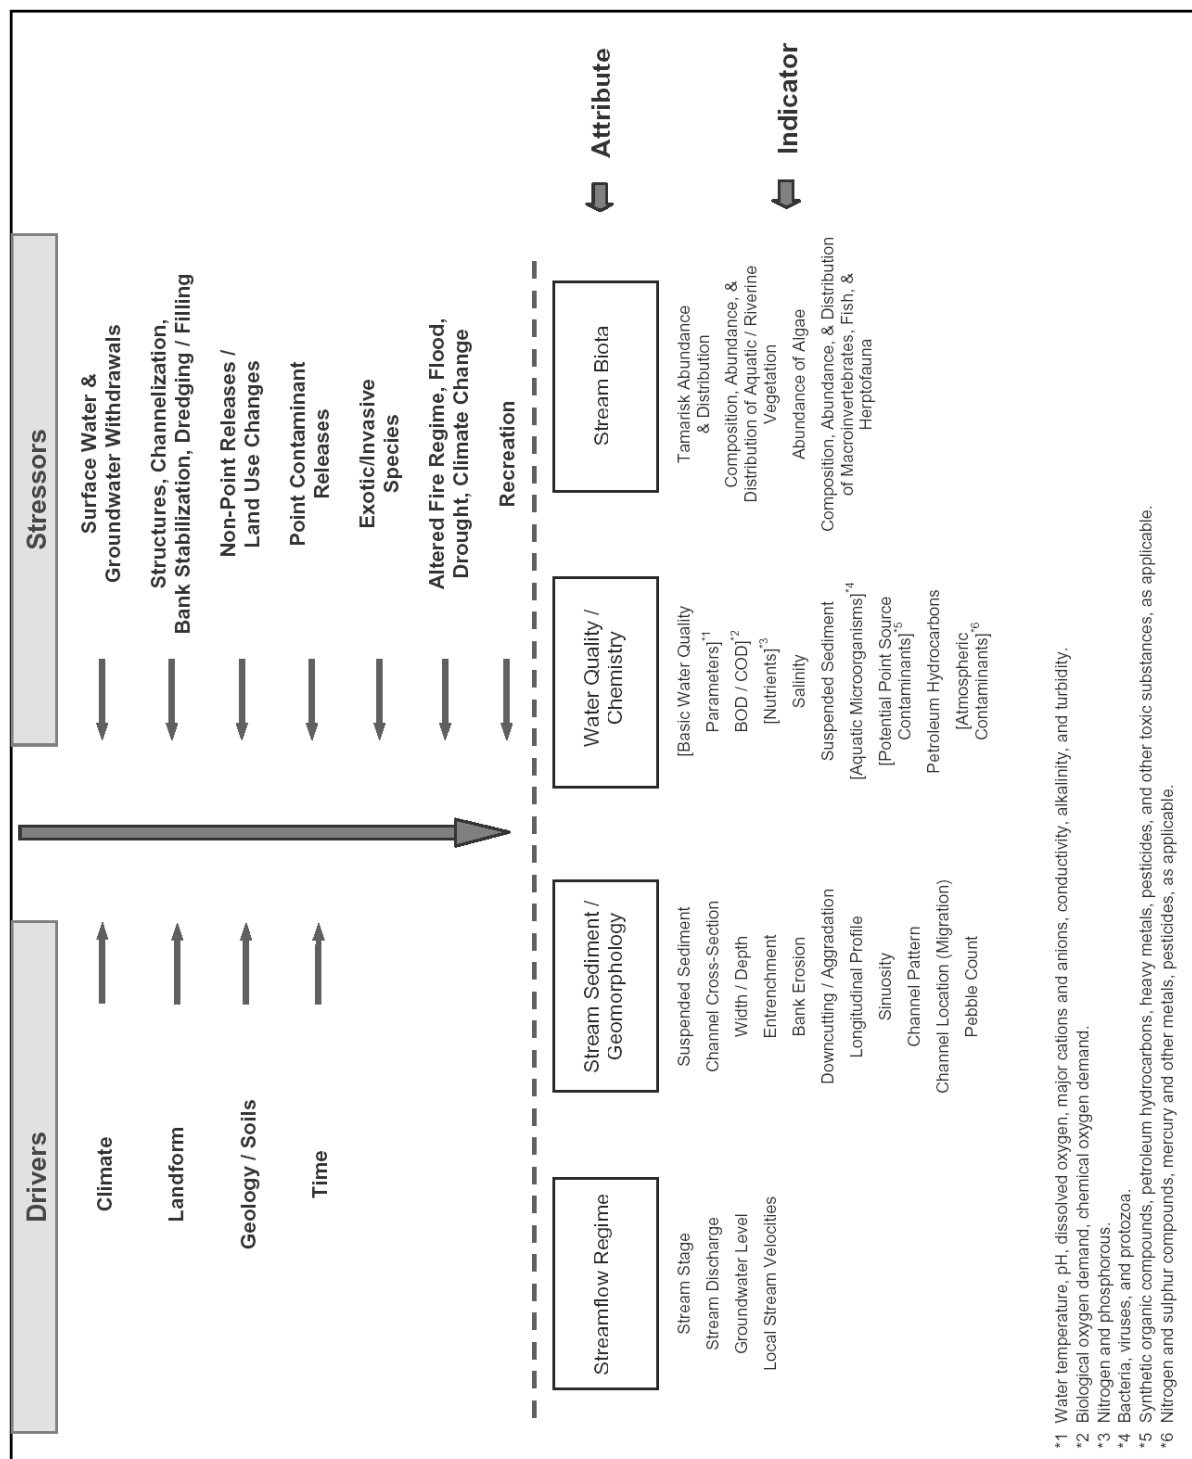 Drivers
Climate
Landform
Geology / Soils
Time
Stressors
Surface Water &
Groundwater Withdrawals
Structures, Channelization,
Bank Stabilization, Dredging / Filling
Non-Point Releases /
Land Use Changes
Point Contaminant
Releases
Exotic/Invasive
Species
Altered Fire Regime, Flood,
Drought, Climate Change
Recreation
Attribute
Indicator
Streamflow Regime
Stream Stage
Stream Discharge
Groundwater Level
Local Stream Velocities
Stream Sediment /
Geomorphology
Suspended Sediment
Channel Cross-Section
Width / Depth
Entrenchment
Bank Erosion
Downcutting / Aggradation
Longitudinal Profile
Sinuosity
Channel Pattern
Channel Location (Migration)
Pebble Count
Water Quality /
Chemistry
[Basic Water Quality
Parameters]*1
BOD / COD]*2
[Nutrients]*3
Salinity
Suspended Sediment
[Aquatic Microorganisms]*4
[Potential Point Source
Contaminants]*5
Petroleum Hydrocarbons
[Atmospheric
Contaminants]*6
Stream Biota
Tamarisk Abundance
& Distribution
Composition, Abundance, &
Distribution of Aquatic / Riverine
Vegetation
Abundance of Algae
Composition, Abundance, & Distribution
of Macroinvertebrates, Fish, &
Herptofauna
*1 Water temperature, pH, dissolved oxygen, major cations and anions, conductivity, alkalinity, and turbidity.
*2 Biological oxygen demand, chemical oxygen demand.
*3 Nitrogen and phosphorous.
*4 Bacteria, viruses, and protozoa.
*5 Synthetic organic compounds, petroleum hydrocarbons, heavy metals, pesticides, and other toxic substances, as applicable.
*6 Nitrogen and sulphur compounds, mercury and other metals, pesticides, as applicable.